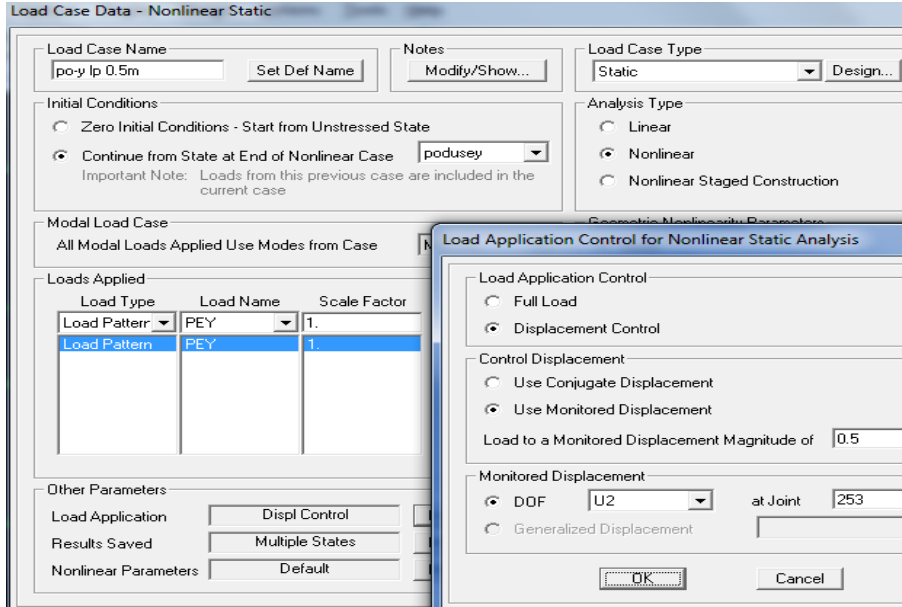 Load Case Data - Nonlinear Static
Load Case Name
po-y lp 0.5m
Set Def Name
Notes
Modify/Show...
Load Case Type
Static
Design...
Initial Conditions
Zero Initial Conditions - Start from Unstressed State
Continue from State at End of Nonlinear Case
podusey
Important Note: Loads from this previous case are included in the
current case
Analysis Type
Linear
Nonlinear
Nonlinear Staged Construction
Modal Load Case
All Modal Loads Applied Use Modes from Case
Geometric Nonlinearity Parameters
Loads Applied
Load Type Load Name Scale Factor
Load Pattern PEY 1.
Load Pattern PEY 1.
Other Parameters
Load Application Displ Control
Results Saved Multiple States
Nonlinear Parameters Default
Load Application Control for Nonlinear Static Analysis
Load Application Control
Full Load
Displacement Control
Control Displacement
Use Conjugate Displacement
Use Monitored Displacement
Load to a Monitored Displacement Magnitude of 0.5
Monitored Displacement
DOF U2 at Joint 253
Generalized Displacement
OK Cancel